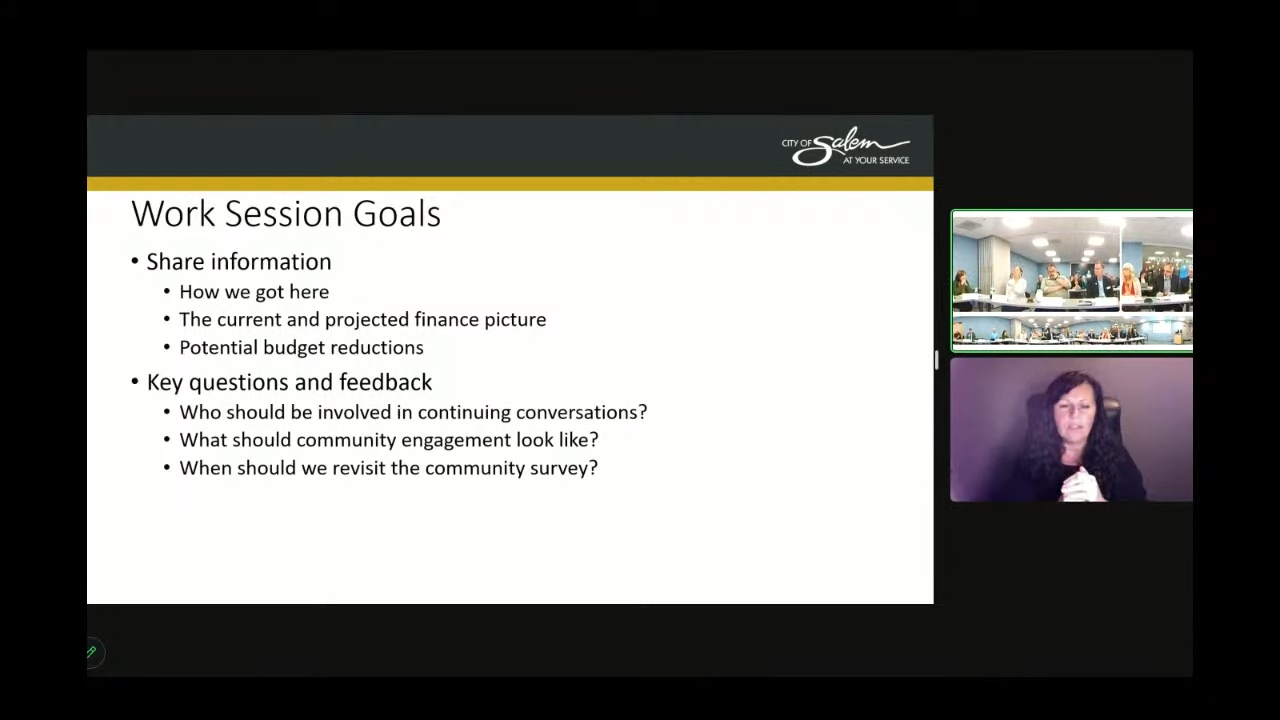 CITY OF Salem
AT YOUR SERVICE
Work Session Goals
• Share information
• How we got here
• The current and projected finance picture
• Potential budget reductions
• Key questions and feedback
• Who should be involved in continuing conversations?
• What should community engagement look like?
• When should we revisit the community survey?